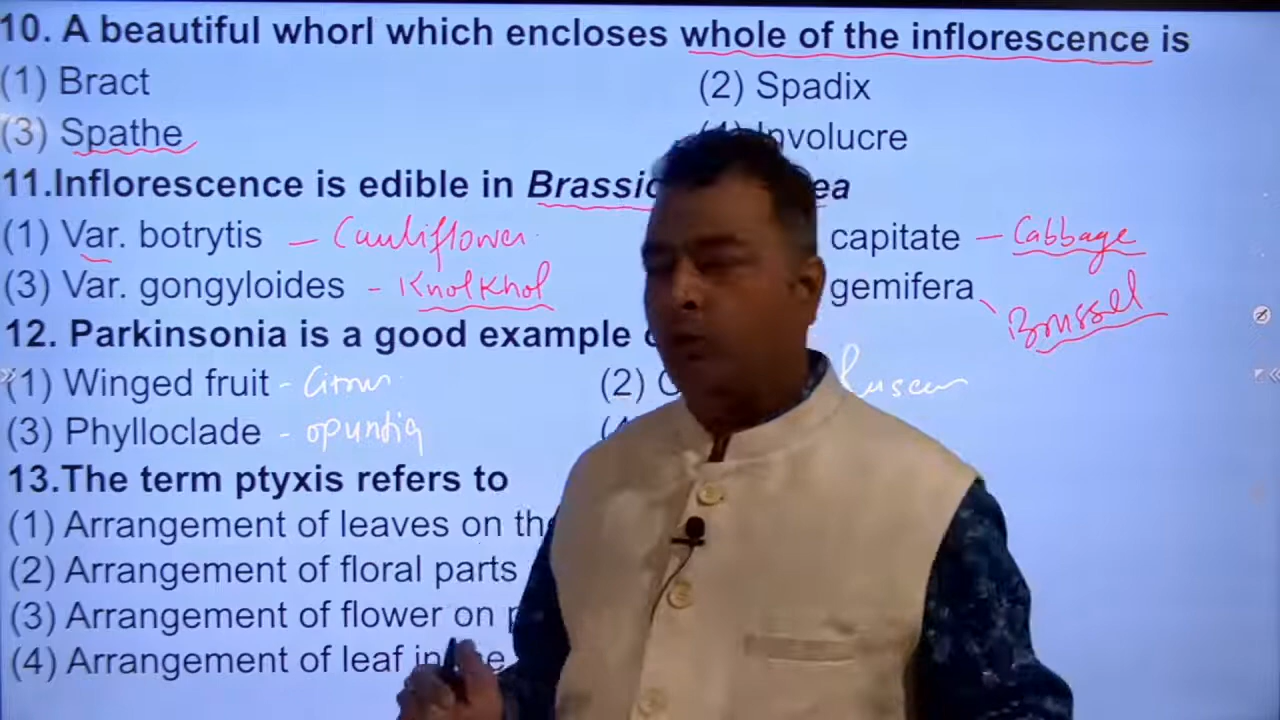 10. A beautiful whorl which encloses whole of the inflorescence is
(1) Bract (2) Spadix
(3) Spathe Involucre
11.Inflorescence is edible in
(1) Var. botrytis - Cauliflower capitate - Cabbage
(3) Var. gongyloides - Knolkhol gemifera Brussel
12. Parkinsonia is a good example
(1) Winged fruit - Citrus (2)
(3) Phylloclade - opuntia
13.The term ptyxis refers to
(1) Arrangement of leaves on
(2) Arrangement of floral parts
(3) Arrangement of flower on
(4) Arrangement of leaf in